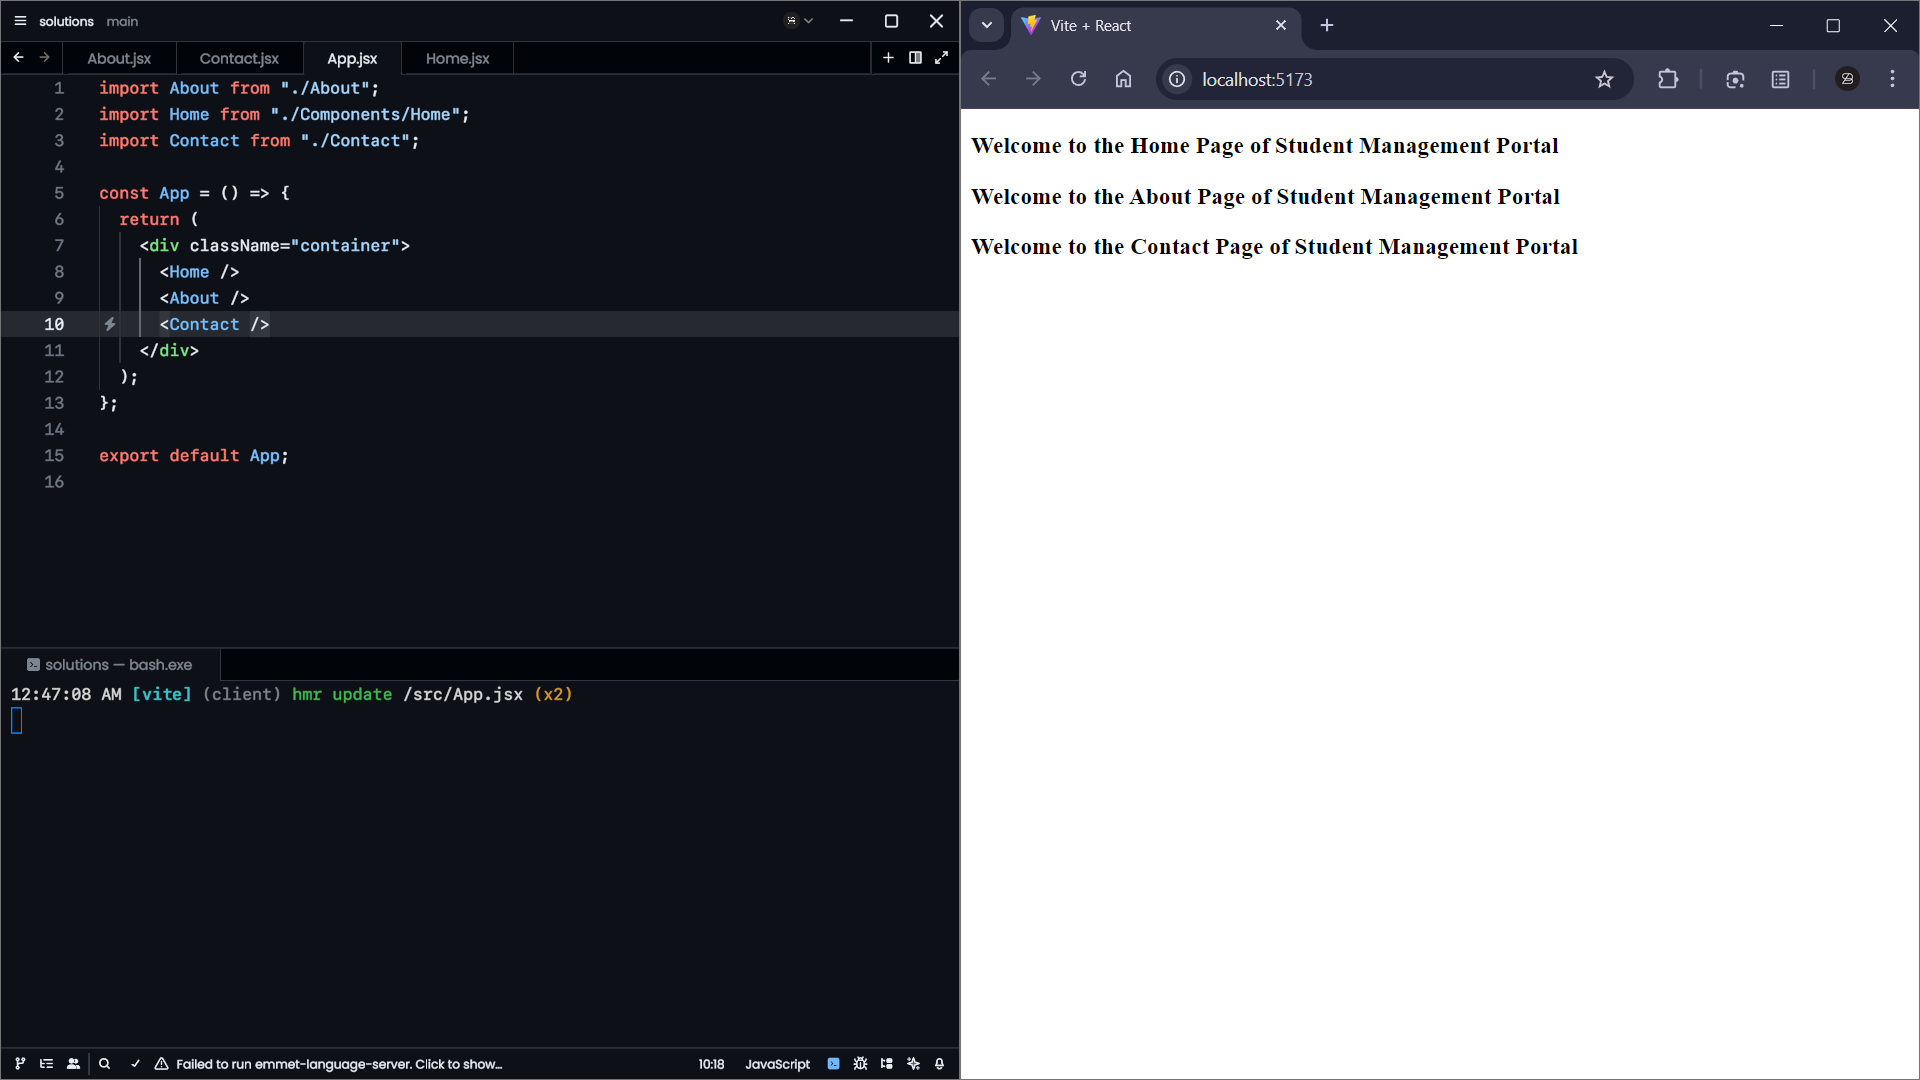 solutions main
About.jsx Contact.jsx App.jsx Home.jsx
1 import About from "./About";
2 import Home from "./Components/Home";
3 import Contact from "./Contact";
4
5 const App = () => {
6 return (
7 <div className="container">
8 <Home />
9 <About />
10 <Contact />
11 </div>
12 );
13 };
14
15 export default App;
16
solutions — bash.exe
12:47:08 AM [vite] (client) hmr update /src/App.jsx (x2)
Failed to run emmet-language-server. Click to show... 10:18 JavaScript
Vite + React
localhost:5173
Welcome to the Home Page of Student Management Portal
Welcome to the About Page of Student Management Portal
Welcome to the Contact Page of Student Management Portal